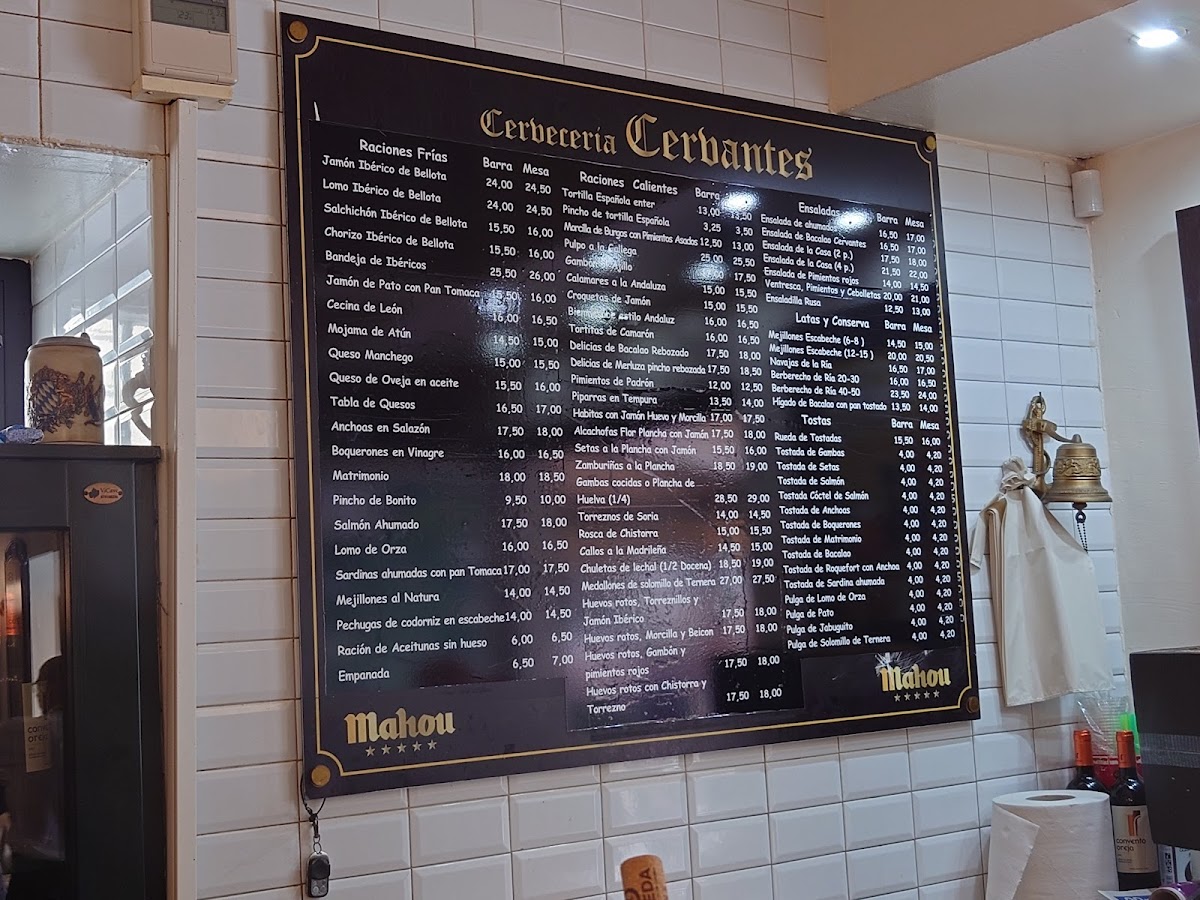 Cerveceria Cervantes
Raciones Frías Barra Mesa
Jamón Ibérico de Bellota 24,00 24,50
Lomo Ibérico de Bellota 24,00 24,50
Salchichón Ibérico de Bellota 15,50 16,00
Chorizo Ibérico de Bellota 15,50 16,00
Bandeja de Ibéricos 25,50 26,00
Jamón de Pato con Pan Tomaca 15,50 16,00
Cecina de León 16,00 16,50
Mojama de Atún 14,50 15,00
Queso Manchego 15,00 15,50
Queso de Oveja en aceite 15,50 16,00
Tabla de Quesos 16,50 17,00
Anchoas en Salazón 17,50 18,00
Boquerones en Vinagre 16,00 16,50
Matrimonio 18,00 18,50
Pincho de Bonito 9,50 10,00
Salmón Ahumado 17,50 18,00
Lomo de Orza 16,00 16,50
Sardinas ahumadas con pan Tomaca 17,00 17,50
Mejillones al Natura 14,00 14,50
Pechugas de codorniz en escabeche 14,00 14,50
Ración de Aceitunas sin hueso 6,00 6,50
Empanada 6,50 7,00
Mahou
Raciones Calientes Barra
Tortilla Española enter 13,00 13,50
Pincho de tortilla Española 3,25 3,50
Morcilla de Burgos con Pimientos Asados 12,50 13,00
Pulpo a la Gallega 25,00 25,50
Gambón al Ajillo 17,50
Calamares a la Andaluza 15,00 15,50
Croquetas de Jamón 15,00 15,50
Bienmesabe estilo Andaluz 16,00 16,50
Tortitas de Camarón 16,00 16,50
Delicias de Bacalao Rebozado 17,50 18,00
Delicias de Merluza pincho rebozada 17,50 18,50
Pimientos de Padrón 12,00 12,50
Piparras en Tempura 13,50 14,00
Habitas con Jamón Huevo y Morcilla 17,00 17,50
Alcachofas Flor Plancha con Jamón 17,50 18,00
Setas a la Plancha con Jamón 15,50 16,00
Zamburiñas a la Plancha 18,50 19,00
Gambas cocidas o Plancha de
Huelva (1/4) 28,50 29,00
Torreznos de Soria 14,00 14,50
Rosca de Chistorra 15,00 15,50
Callos a la Madrileña 14,50 15,00
Chuletas de lechal (1/2 Docena) 18,50 19,00
Medallones de solomillo de Ternera 27,00 27,50
Huevos rotos, Torreznillos y
Jamón Ibérico 17,50 18,00
Huevos rotos, Morcilla y Beicon 17,50 18,00
Huevos rotos, Gambón y
pimientos rojos 17,50 18,00
Huevos rotos con Chistorra y
Torrezno 17,50 18,00
Ensaladas Barra Mesa
Ensalada de ahumados 16,50 17,00
Ensalada de Bacalao Cervantes 16,50 17,00
Ensalada de la Casa (2 p.) 17,50 18,00
Ensalada de la Casa (4 p.) 21,50 22,00
Ensalada de Pimientos rojos 14,00 14,50
Ventresca, Pimientos y Cebolletas 20,00 21,00
Ensaladilla Rusa 12,50 13,00
Latas y Conserva Barra Mesa
Mejillones Escabeche (6-8 ) 14,50 15,00
Mejillones Escabeche (12-15 ) 20,00 20,50
Navajas de la Ría 16,50 17,00
Berberecho de Ría 20-30 16,00 16,50
Berberecho de Ría 40-50 23,50 24,00
Hígado de Bacalao con pan tostado 13,50 14,00
Tostas Barra Mesa
Rueda de Tostadas 15,50 16,00
Tostada de Gambas 4,00 4,20
Tostada de Setas 4,00 4,20
Tostada de Salmón 4,00 4,20
Tostada Cóctel de Salmón 4,00 4,20
Tostada de Anchoas 4,00 4,20
Tostada de Boquerones 4,00 4,20
Tostada de Matrimonio 4,00 4,20
Tostada de Bacalao 4,00 4,20
Tostada de Roquefort con Anchoa 4,00 4,20
Tostada de Sardina ahumada 4,00 4,20
Pulga de Lomo de Orza 4,00 4,20
Pulga de Pato 4,00 4,20
Pulga de Jabuguito 4,00 4,20
Pulga de Solomillo de Ternera 4,00 4,20
Mahou
convento
oreja
convento
oreja